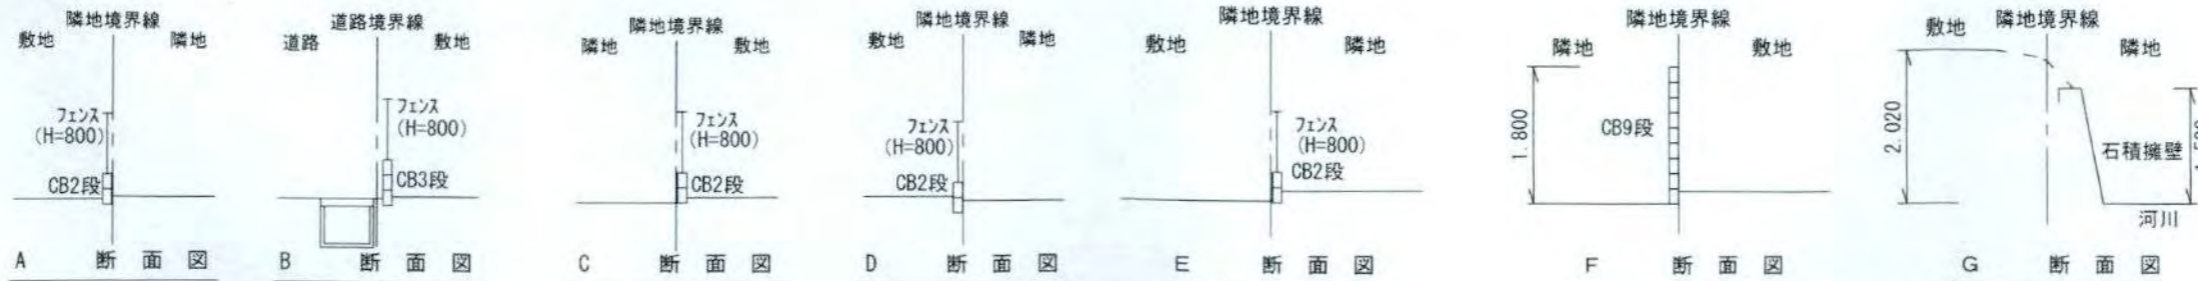 隣地境界線
敷地
隣地
フェンス
(H=800)
CB2段
A 断面図
道路境界線
道路
敷地
フェンス
(H=800)
CB3段
B 断面図
隣地境界線
隣地
敷地
フェンス
(H=800)
CB2段
C 断面図
隣地境界線
敷地
隣地
フェンス
(H=800)
CB2段
D 断面図
隣地境界線
敷地
隣地
フェンス
(H=800)
CB2段
E 断面図
隣地境界線
隣地
敷地
1.800
CB9段
F 断面図
隣地境界線
敷地
隣地
2.020
石積擁壁
河川
G 断面図